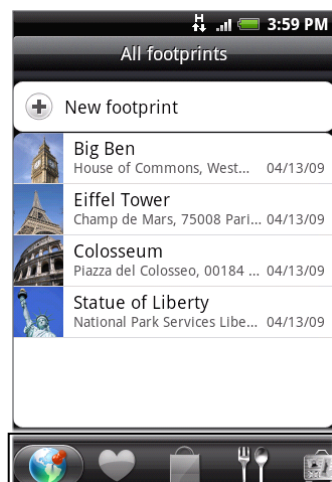 H
3:59 PM
All footprints
New footprint
Big Ben
House of Commons, West... 04/13/09
Eiffel Tower
Champ de Mars, 75008 Pari... 04/13/09
Colosseum
Piazza del Colosseo, 00184 ... 04/13/09
Statue of Liberty
National Park Services Libe... 04/13/09